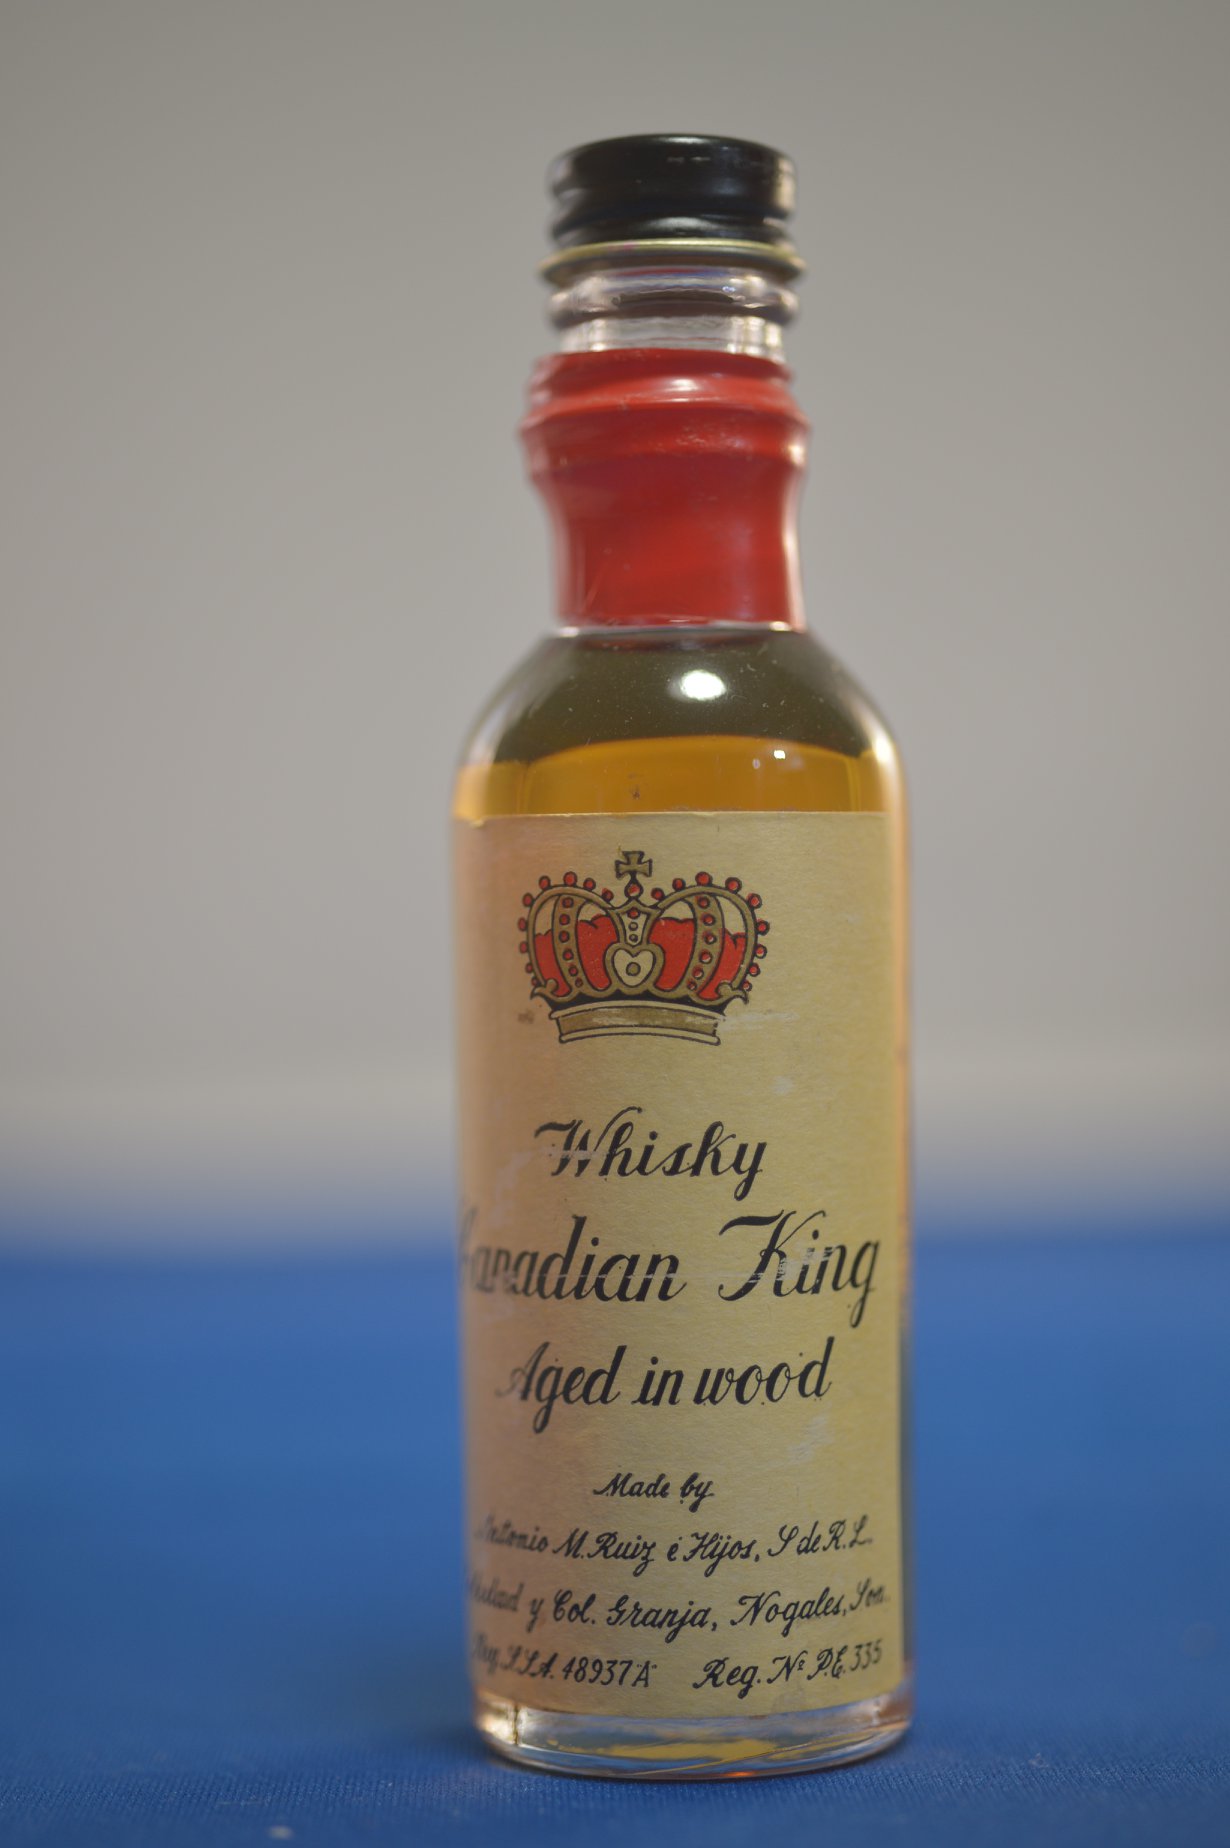 Whisky
Canadian King
Aged in wood
Made by
Antonio M. Ruiz é Hijos, S de R.L.
y Col. Granja, Nogales, Son.
Reg. S.S.A. 48937 "A" Reg. Nº P.E. 335